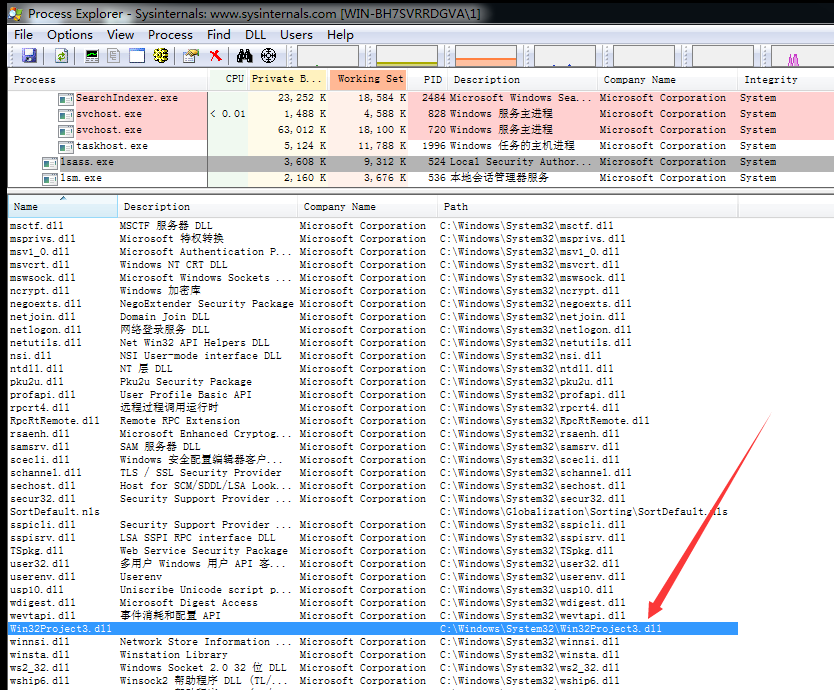 Process Explorer - Sysinternals: www.sysinternals.com [WIN-BH7SVRRDGVA\1]
File Options View Process Find DLL Users Help
Process CPU Private B... Working Set PID Description Company Name Integrity
SearchIndexer.exe 23,252 K 18,584 K 2484 Microsoft Windows Sea... Microsoft Corporation System
svchost.exe < 0.01 1,488 K 4,588 K 828 Windows 服务主进程 Microsoft Corporation System
svchost.exe 63,012 K 18,100 K 720 Windows 服务主进程 Microsoft Corporation System
taskhost.exe 5,124 K 11,788 K 1996 Windows 任务的主机进程 Microsoft Corporation System
lsass.exe 3,608 K 9,312 K 524 Local Security Author... Microsoft Corporation System
lsm.exe 2,160 K 3,676 K 536 本地会话管理器服务 Microsoft Corporation System
Name Description Company Name Path
msctf.dll MSCTF 服务器 DLL Microsoft Corporation C:\Windows\System32\msctf.dll
msprivs.dll Microsoft 特权转换 Microsoft Corporation C:\Windows\System32\msprivs.dll
msv1_0.dll Microsoft Authentication P... Microsoft Corporation C:\Windows\System32\msv1_0.dll
msvcrt.dll Windows NT CRT DLL Microsoft Corporation C:\Windows\System32\msvcrt.dll
mswsock.dll Microsoft Windows Sockets ... Microsoft Corporation C:\Windows\System32\mswsock.dll
ncrypt.dll Windows 加密库 Microsoft Corporation C:\Windows\System32\ncrypt.dll
negoexts.dll NegoExtender Security Package Microsoft Corporation C:\Windows\System32\negoexts.dll
netjoin.dll Domain Join DLL Microsoft Corporation C:\Windows\System32\netjoin.dll
netlogon.dll 网络登录服务 DLL Microsoft Corporation C:\Windows\System32\netlogon.dll
netutils.dll Net Win32 API Helpers DLL Microsoft Corporation C:\Windows\System32\netutils.dll
nsi.dll NSI User-mode interface DLL Microsoft Corporation C:\Windows\System32\nsi.dll
ntdll.dll NT 层 DLL Microsoft Corporation C:\Windows\System32\ntdll.dll
pku2u.dll Pku2u Security Package Microsoft Corporation C:\Windows\System32\pku2u.dll
profapi.dll User Profile Basic API Microsoft Corporation C:\Windows\System32\profapi.dll
rpcrt4.dll 远程过程调用运行时 Microsoft Corporation C:\Windows\System32\rpcrt4.dll
RpcRtRemote.dll Remote RPC Extension Microsoft Corporation C:\Windows\System32\RpcRtRemote.dll
rsaenh.dll Microsoft Enhanced Cryptog... Microsoft Corporation C:\Windows\System32\rsaenh.dll
samsrv.dll SAM 服务器 DLL Microsoft Corporation C:\Windows\System32\samsrv.dll
scecli.dll Windows 安全配置编辑器客户... Microsoft Corporation C:\Windows\System32\scecli.dll
schannel.dll TLS / SSL Security Provider Microsoft Corporation C:\Windows\System32\schannel.dll
sechost.dll Host for SCM/SDDL/LSA Look... Microsoft Corporation C:\Windows\System32\sechost.dll
secur32.dll Security Support Provider ... Microsoft Corporation C:\Windows\System32\secur32.dll
SortDefault.nls C:\Windows\Globalization\Sorting\SortDefault.nls
sspicli.dll Security Support Provider ... Microsoft Corporation C:\Windows\System32\sspicli.dll
sspisrv.dll LSA SSPI RPC interface DLL Microsoft Corporation C:\Windows\System32\sspisrv.dll
TSpkg.dll Web Service Security Package Microsoft Corporation C:\Windows\System32\TSpkg.dll
user32.dll 多用户 Windows 用户 API 客... Microsoft Corporation C:\Windows\System32\user32.dll
userenv.dll Userenv Microsoft Corporation C:\Windows\System32\userenv.dll
usp10.dll Uniscribe Unicode script p... Microsoft Corporation C:\Windows\System32\usp10.dll
wdigest.dll Microsoft Digest Access Microsoft Corporation C:\Windows\System32\wdigest.dll
wevtapi.dll 事件消耗和配置 API Microsoft Corporation C:\Windows\System32\wevtapi.dll
Win32Project3.dll C:\Windows\System32\Win32Project3.dll
winnsi.dll Network Store Information ... Microsoft Corporation C:\Windows\System32\winnsi.dll
winsta.dll Winstation Library Microsoft Corporation C:\Windows\System32\winsta.dll
ws2_32.dll Windows Socket 2.0 32 位 DLL Microsoft Corporation C:\Windows\System32\ws2_32.dll
wship6.dll Winsock2 帮助程序 DLL (TL/... Microsoft Corporation C:\Windows\System32\wship6.dll